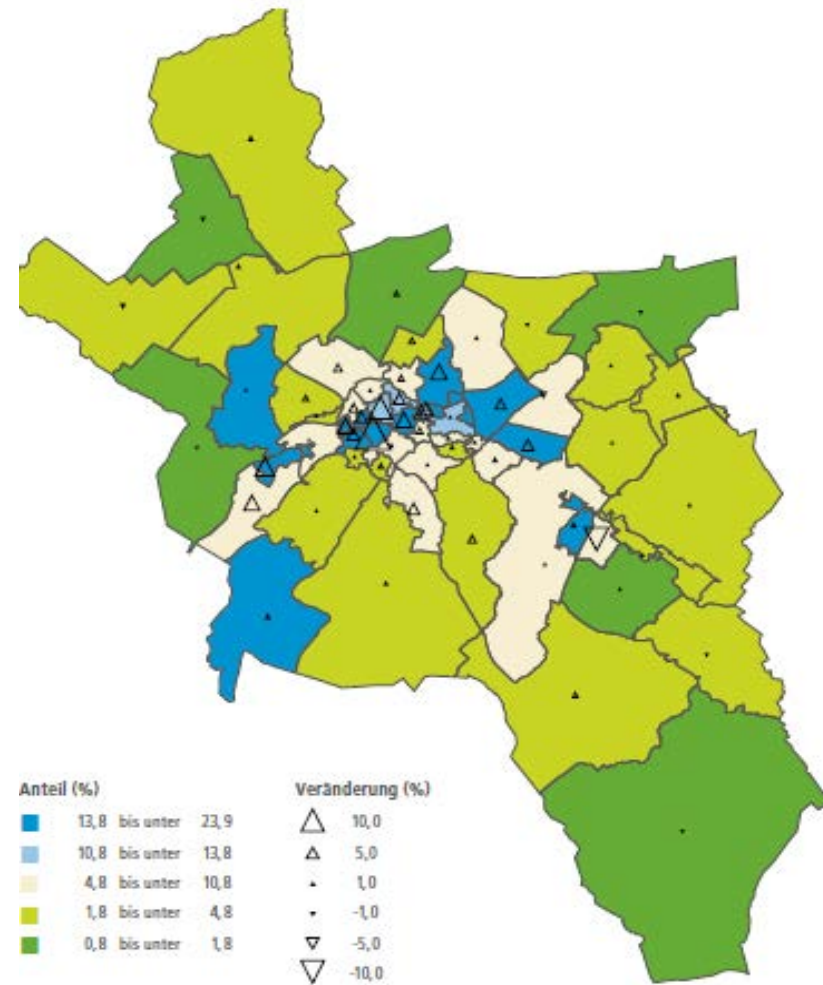 Anteil (%)
13,8 bis unter 23,9
10,8 bis unter 13,8
4,8 bis unter 10,8
1,8 bis unter 4,8
0,8 bis unter 1,8
Veränderung (%)
10,0
5,0
1,0
-1,0
-5,0
-10,0